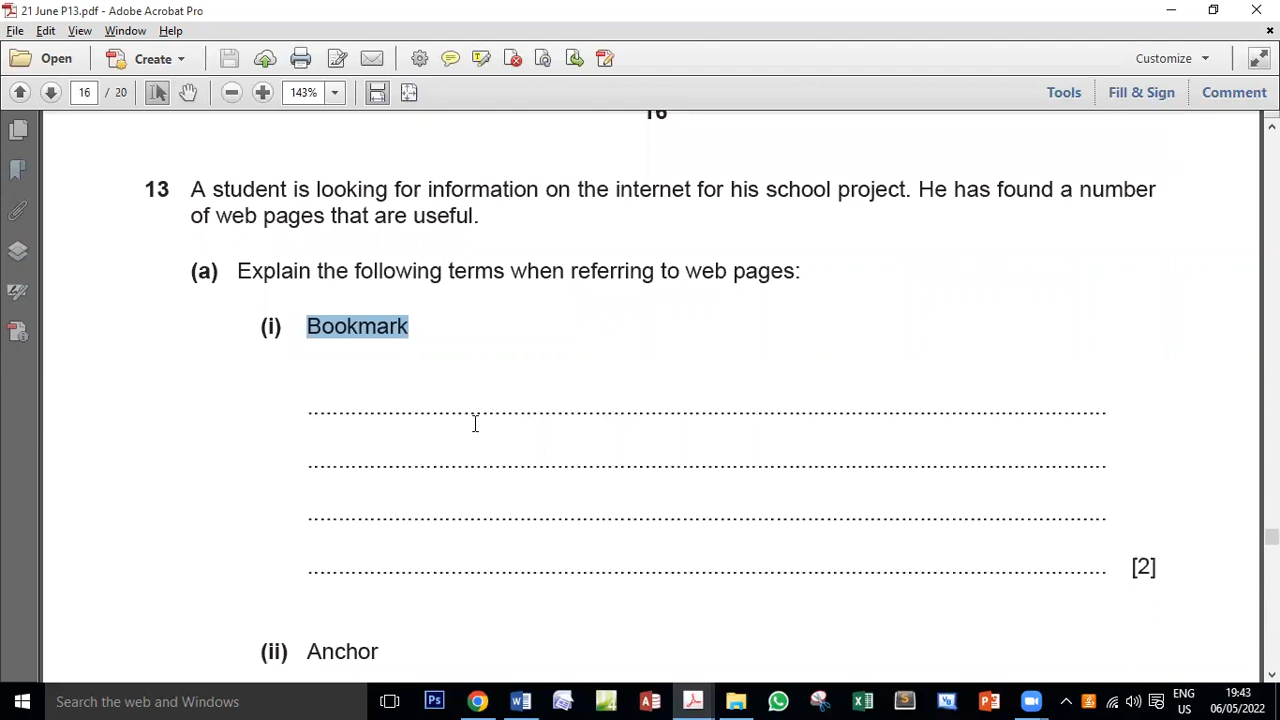 21 June P13.pdf - Adobe Acrobat Pro
File Edit View Window Help
Open Create Customize
16 / 20 143% Tools Fill & Sign Comment
16
13 A student is looking for information on the internet for his school project. He has found a number
of web pages that are useful.
(a) Explain the following terms when referring to web pages:
(i) Bookmark
[2]
(ii) Anchor
Search the web and Windows
ENG 19:43
US 06/05/2022